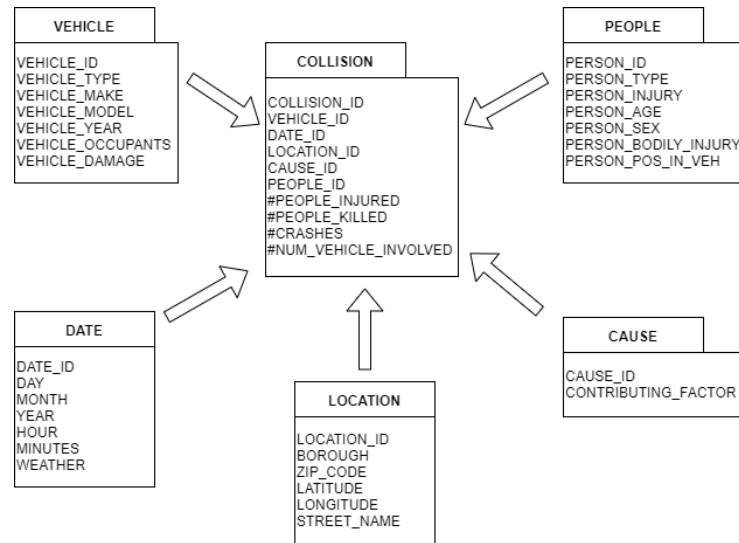 VEHICLE
VEHICLE_ID
VEHICLE_TYPE
VEHICLE_MAKE
VEHICLE_MODEL
VEHICLE_YEAR
VEHICLE_OCCUPANTS
VEHICLE_DAMAGE
COLLISION
COLLISION_ID
VEHICLE_ID
DATE_ID
LOCATION_ID
CAUSE_ID
PEOPLE_ID
#PEOPLE_INJURED
#PEOPLE_KILLED
#CRASHES
#NUM_VEHICLE_INVOLVED
PEOPLE
PERSON_ID
PERSON_TYPE
PERSON_INJURY
PERSON_AGE
PERSON_SEX
PERSON_BODILY_INJURY
PERSON_POS_IN_VEH
DATE
DATE_ID
DAY
MONTH
YEAR
HOUR
MINUTES
WEATHER
LOCATION
LOCATION_ID
BOROUGH
ZIP_CODE
LATITUDE
LONGITUDE
STREET_NAME
CAUSE
CAUSE_ID
CONTRIBUTING_FACTOR